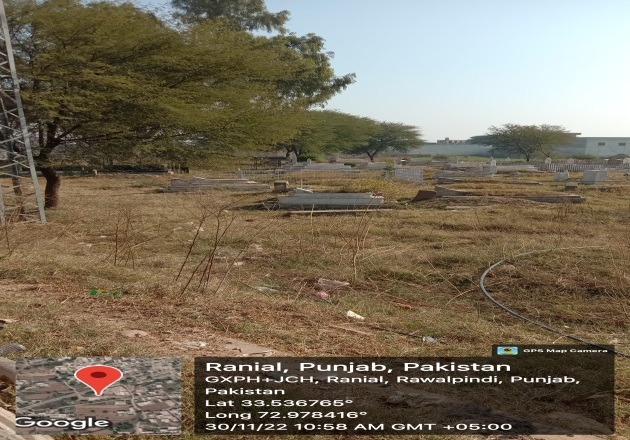 GPS Map Camera
Ranial, Punjab, Pakistan
GXPH+JCH, Ranial, Rawalpindi, Punjab,
Pakistan
Lat 33.536765°
Long 72.978416°
30/11/22 10:58 AM GMT +05:00
Google